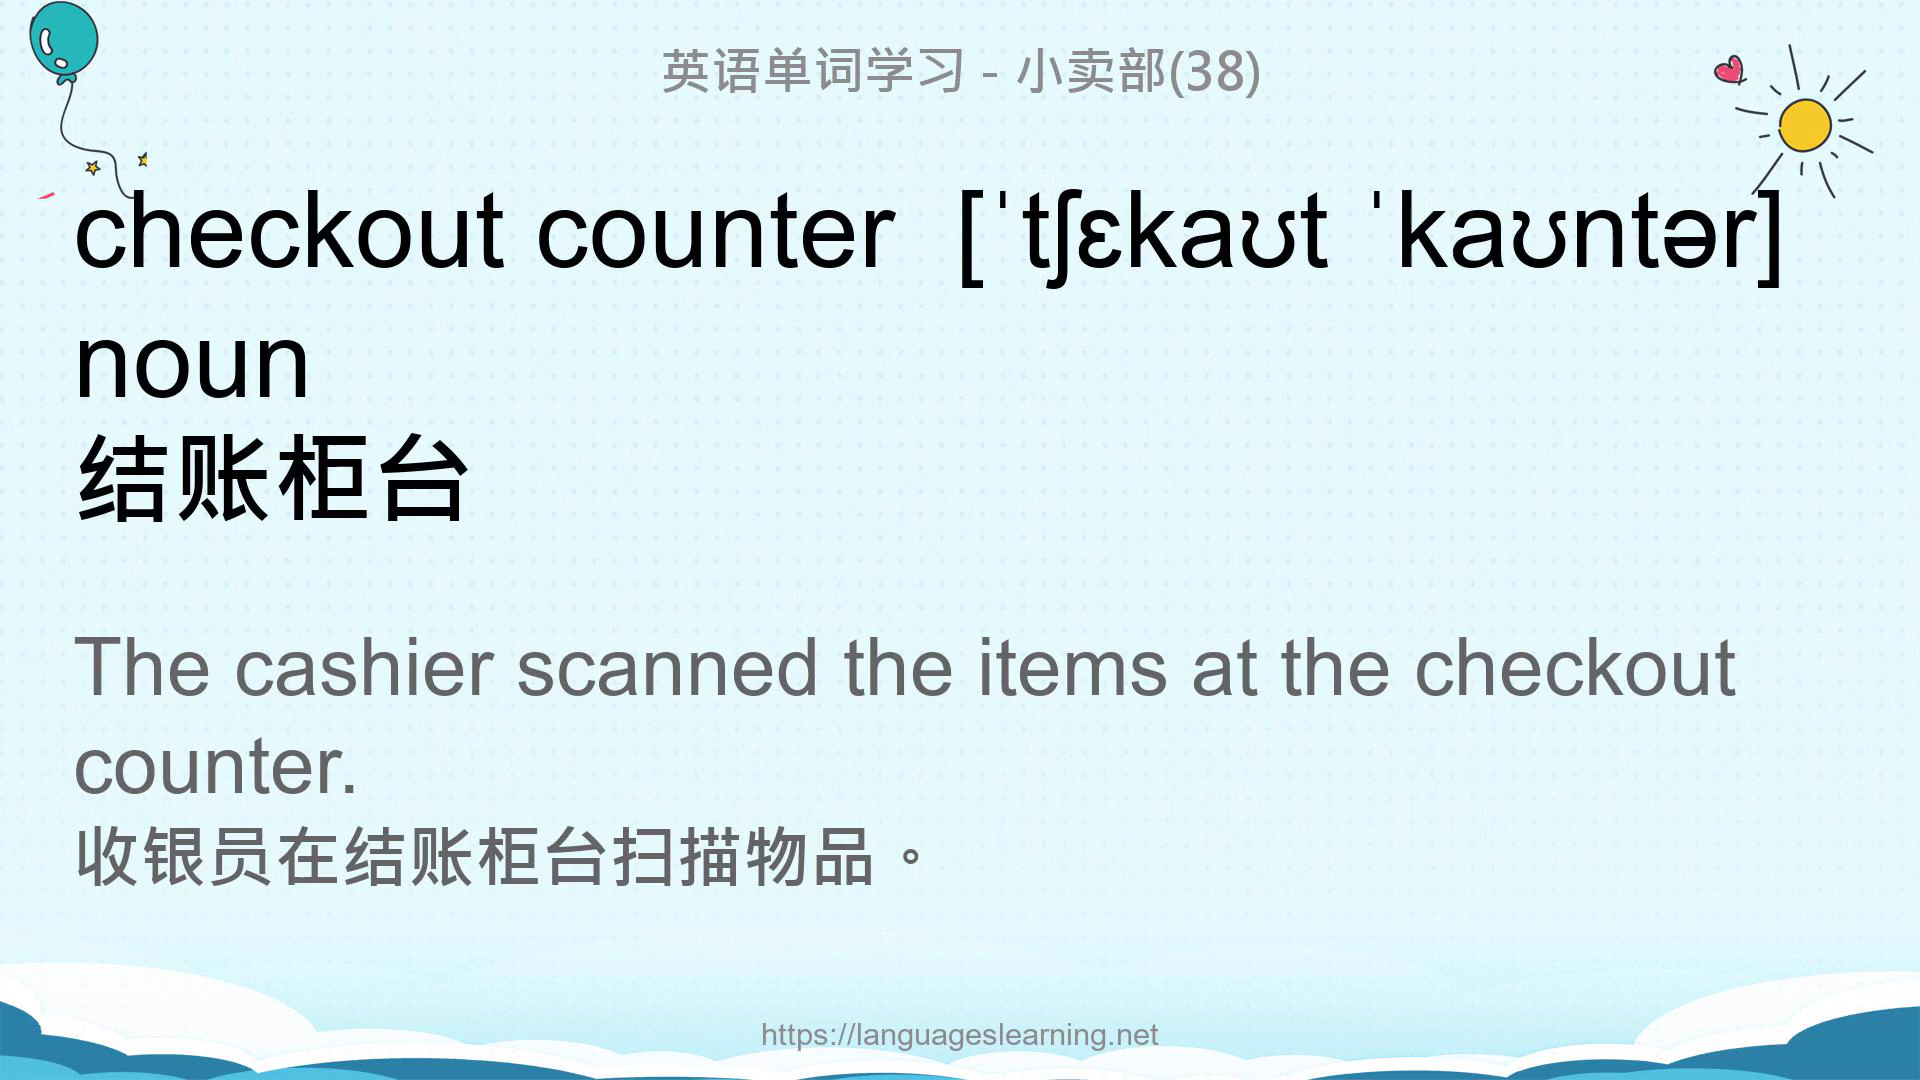 英语单词学习 - 小卖部(38)
checkout counter [ˈtʃɛkaʊt ˈkaʊntər]
noun
结账柜台
The cashier scanned the items at the checkout
counter.
收银员在结账柜台扫描物品。
https://languageslearning.net